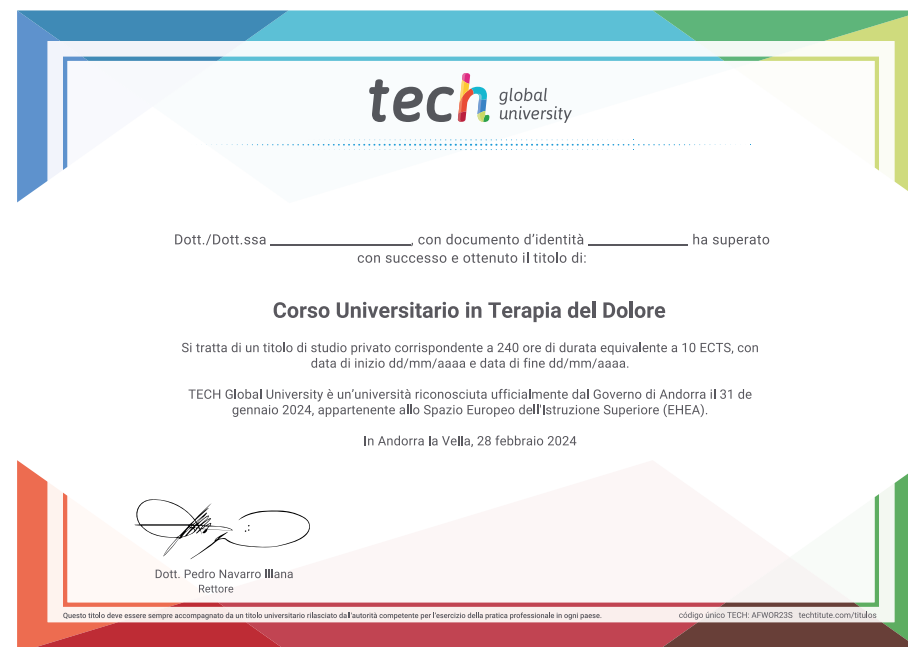 tech global university
Dott./Dott.ssa ____________________, con documento d'identità ______________ ha superato
con successo e ottenuto il titolo di:
Corso Universitario in Terapia del Dolore
Si tratta di un titolo di studio privato corrispondente a 240 ore di durata equivalente a 10 ECTS, con
data di inizio dd/mm/aaaa e data di fine dd/mm/aaaa.
TECH Global University è un'università riconosciuta ufficialmente dal Governo di Andorra il 31 de
gennaio 2024, appartenente allo Spazio Europeo dell'Istruzione Superiore (EHEA).
In Andorra la Vella, 28 febbraio 2024
Dott. Pedro Navarro Illana
Rettore
Questo titolo deve essere sempre accompagnato da un titolo universitario rilasciato dall'autorità competente per l'esercizio della pratica professionale in ogni paese.
código único TECH: AFWOR23S techtitute.com/titulos